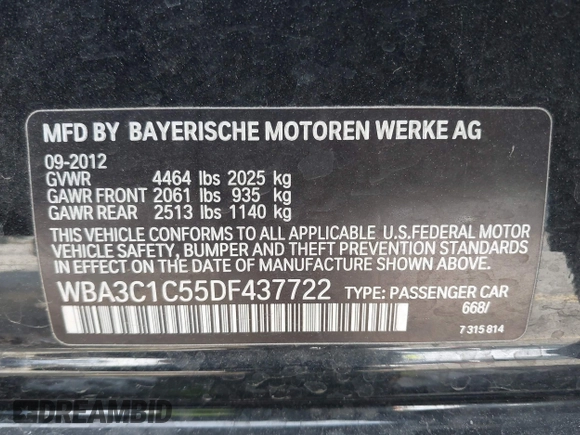 MFD BY BAYERISCHE MOTOREN WERKE AG
09-2012
GVWR 4464 lbs 2025 kg
GAWR FRONT 2061 lbs 935 kg
GAWR REAR 2513 lbs 1140 kg
THIS VEHICLE CONFORMS TO ALL APPLICABLE U.S.FEDERAL MOTOR
VEHICLE SAFETY, BUMPER AND THEFT PREVENTION STANDARDS
IN EFFECT ON THE DATE OF MANUFACTURE SHOWN ABOVE.
WBA3C1C55DF437722 TYPE: PASSENGER CAR
668/
7 315 814
DREAMBID